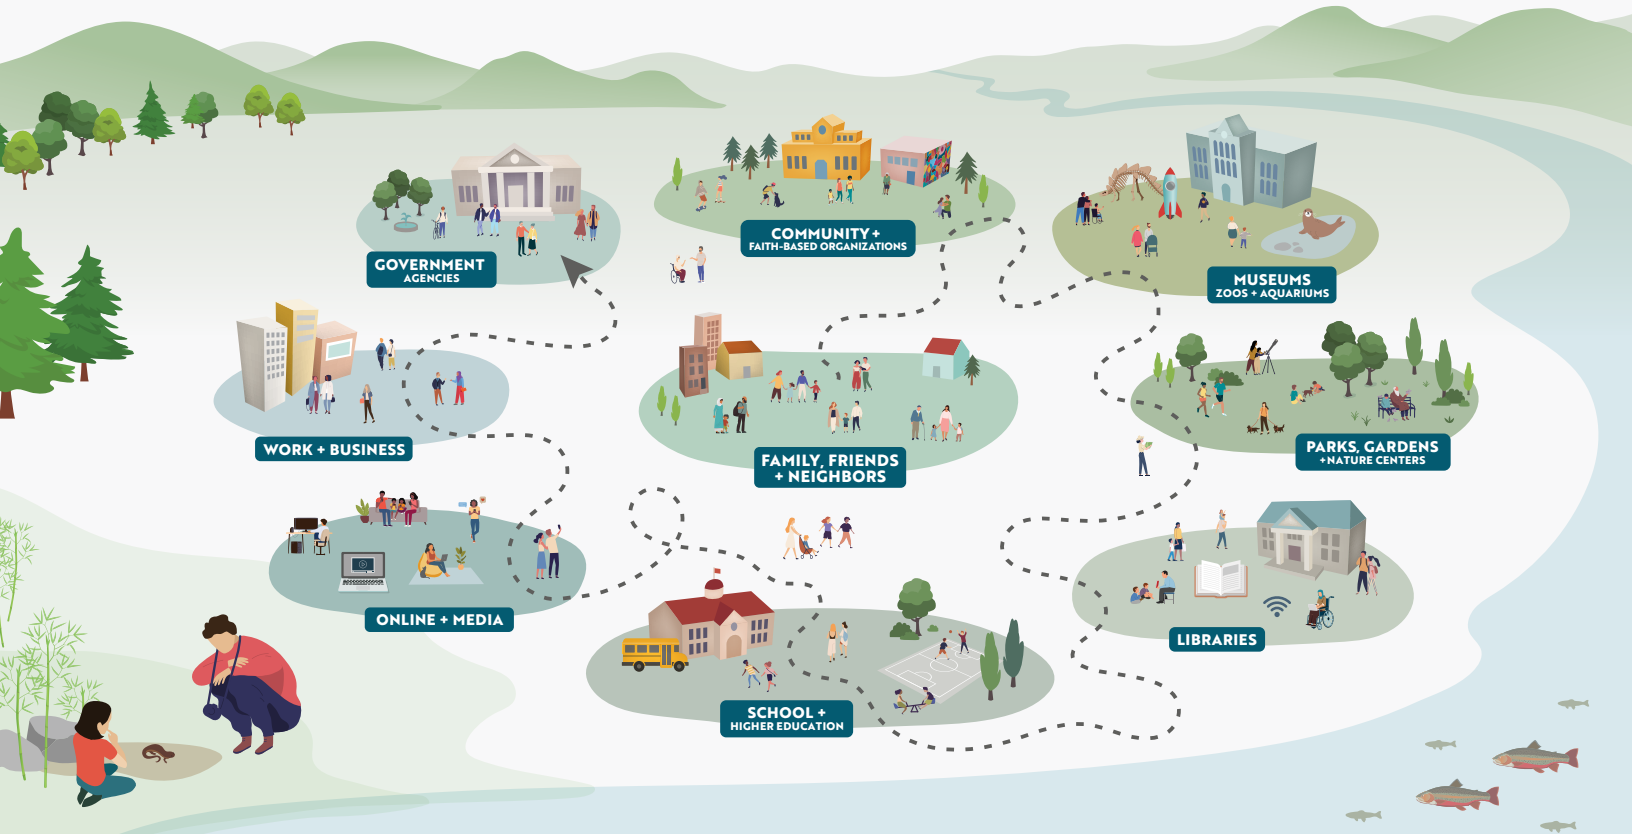 COMMUNITY +
FAITH-BASED ORGANIZATIONS
GOVERNMENT
AGENCIES
MUSEUMS
ZOOS + AQUARIUMS
WORK + BUSINESS
FAMILY, FRIENDS
+ NEIGHBORS
PARKS, GARDENS
+NATURE CENTERS
ONLINE + MEDIA
LIBRARIES
SCHOOL +
HIGHER EDUCATION